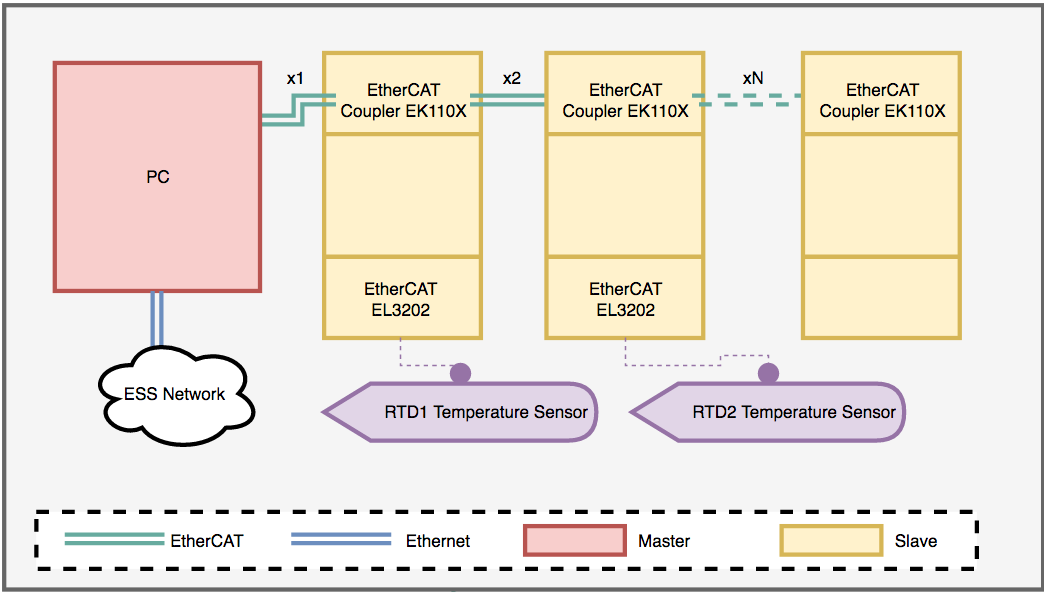 x1
x2
xN
PC
EtherCAT
Coupler EK110X
EtherCAT
Coupler EK110X
EtherCAT
Coupler EK110X
EtherCAT
EL3202
EtherCAT
EL3202
ESS Network
RTD1 Temperature Sensor
RTD2 Temperature Sensor
EtherCAT
Ethernet
Master
Slave